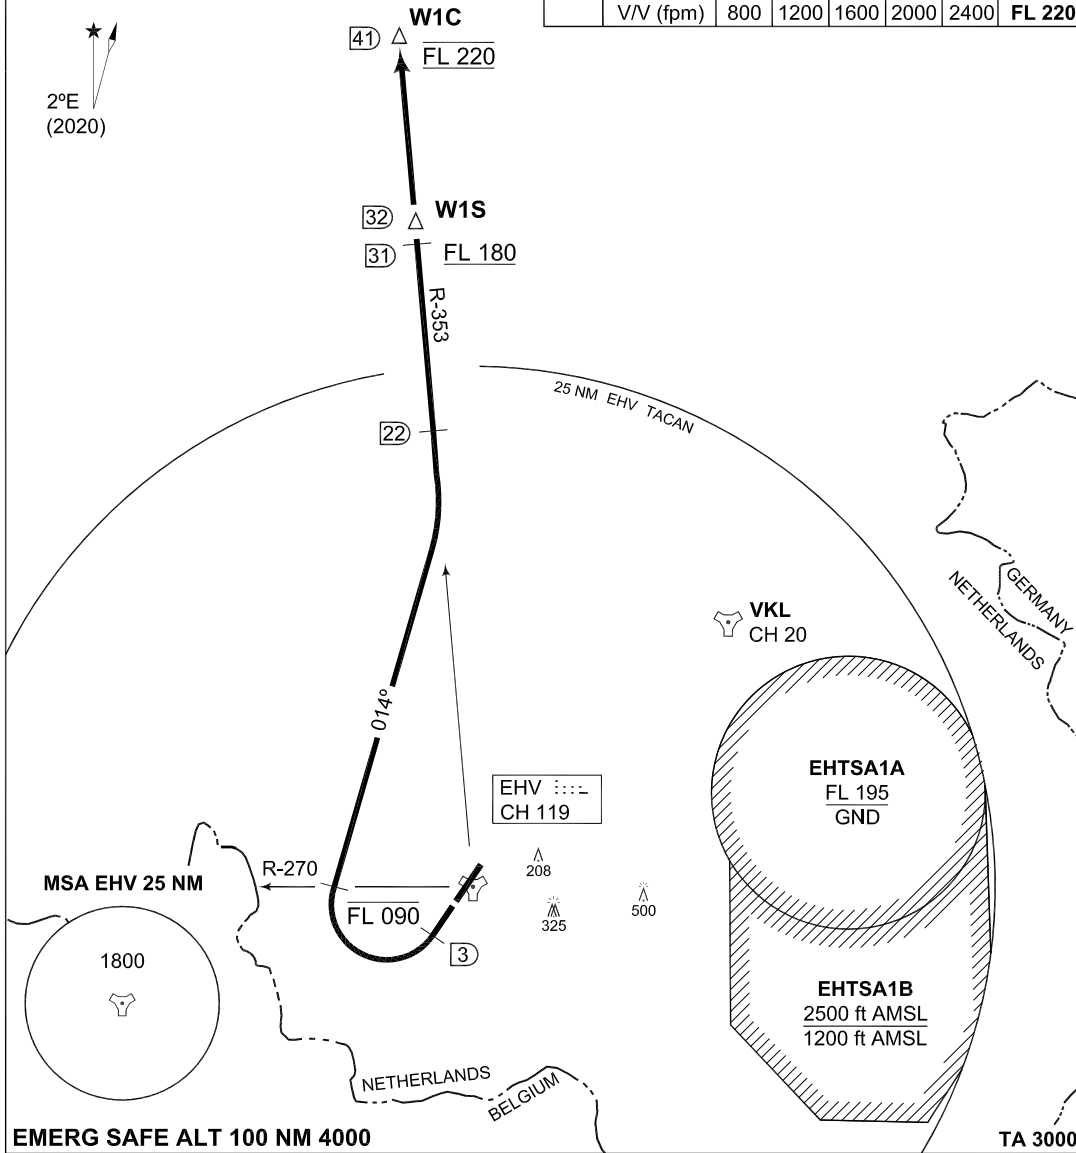 V/V (fpm) 800 1200 1600 2000 2400 FL 220
W1C
41
FL 220
2°E
(2020)
32
W1S
31
FL 180
R-353
25 NM EHV TACAN
22
GERMANY
NETHERLANDS
VKL
CH 20
014°
EHTSA1A
FL 195
GND
EHV
CH 119
208
R-270
MSA EHV 25 NM
500
325
FL 090
3
1800
EHTSA1B
2500 ft AMSL
1200 ft AMSL
NETHERLANDS
BELGIUM
EMERG SAFE ALT 100 NM 4000
TA 3000